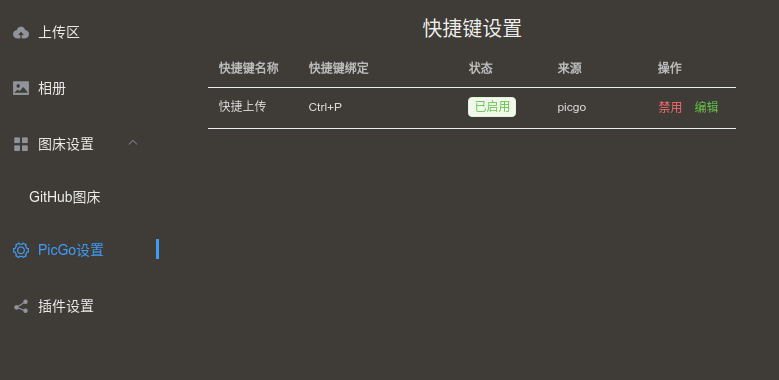 上传区
相册
图床设置
GitHub图床
PicGo设置
插件设置
快捷键设置
快捷键名称 快捷键绑定 状态 来源 操作
快捷上传 Ctrl+P 已启用 picgo 禁用 编辑